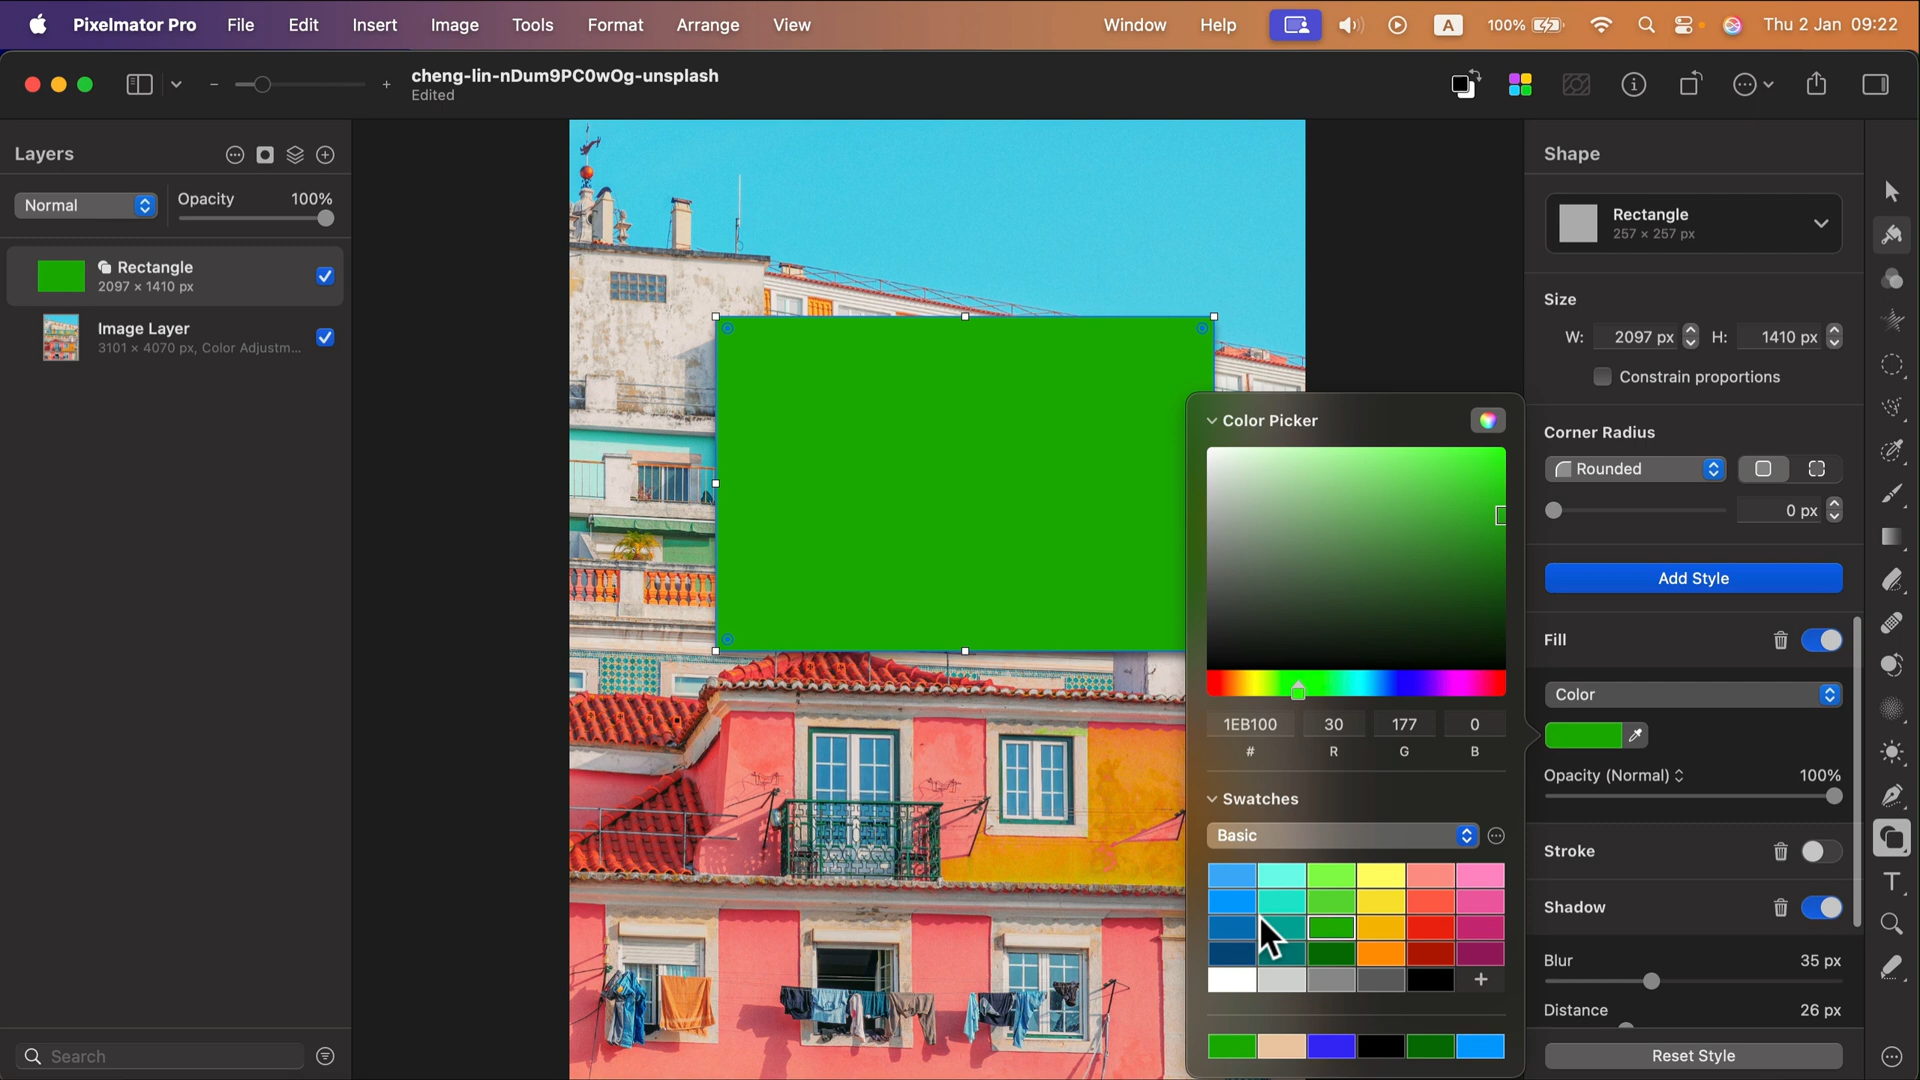 Pixelmator Pro File Edit Insert Image Tools Format Arrange View Window Help A 100% Thu 2 Jan 09:22
cheng-lin-nDum9PC0wOg-unsplash
Edited
Layers
Normal
Opacity 100%
Rectangle
2097 × 1410 px
Image Layer
3101 × 4070 px, Color Adjustm...
Search
Color Picker
1EB100 30 177 0
# R G B
Swatches
Basic
Shape
Rectangle
257 × 257 px
Size
W: 2097 px H: 1410 px
Constrain proportions
Corner Radius
Rounded
0 px
Add Style
Fill
Color
Opacity (Normal) 100%
Stroke
Shadow
Blur 35 px
Distance 26 px
Reset Style